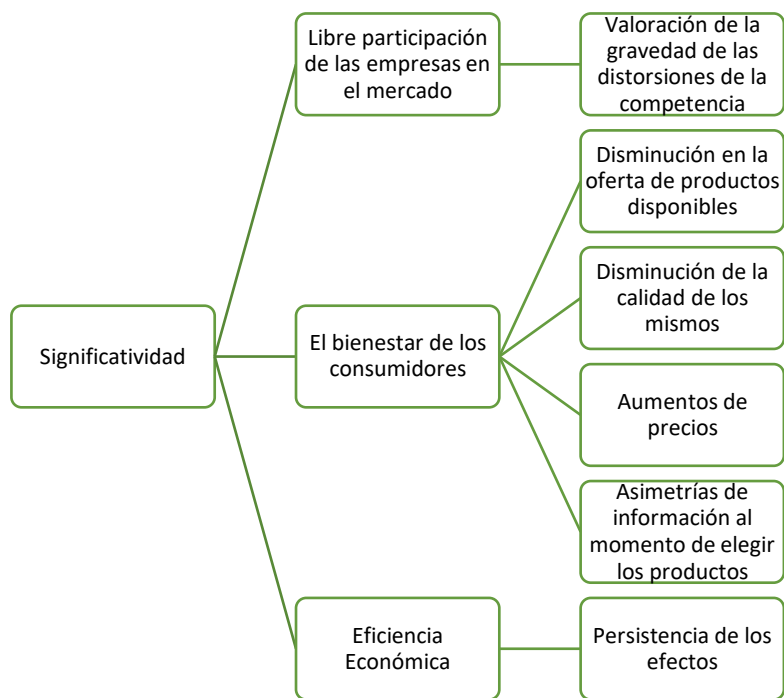 Libre participación
de las empresas en
el mercado
Valoración de la
gravedad de las
distorsiones de la
competencia
Disminución en la
oferta de productos
disponibles
Disminución de la
calidad de los
mismos
Significatividad
El bienestar de los
consumidores
Aumentos de
precios
Asimetrías de
información al
momento de elegir
los productos
Eficiencia
Económica
Persistencia de los
efectos